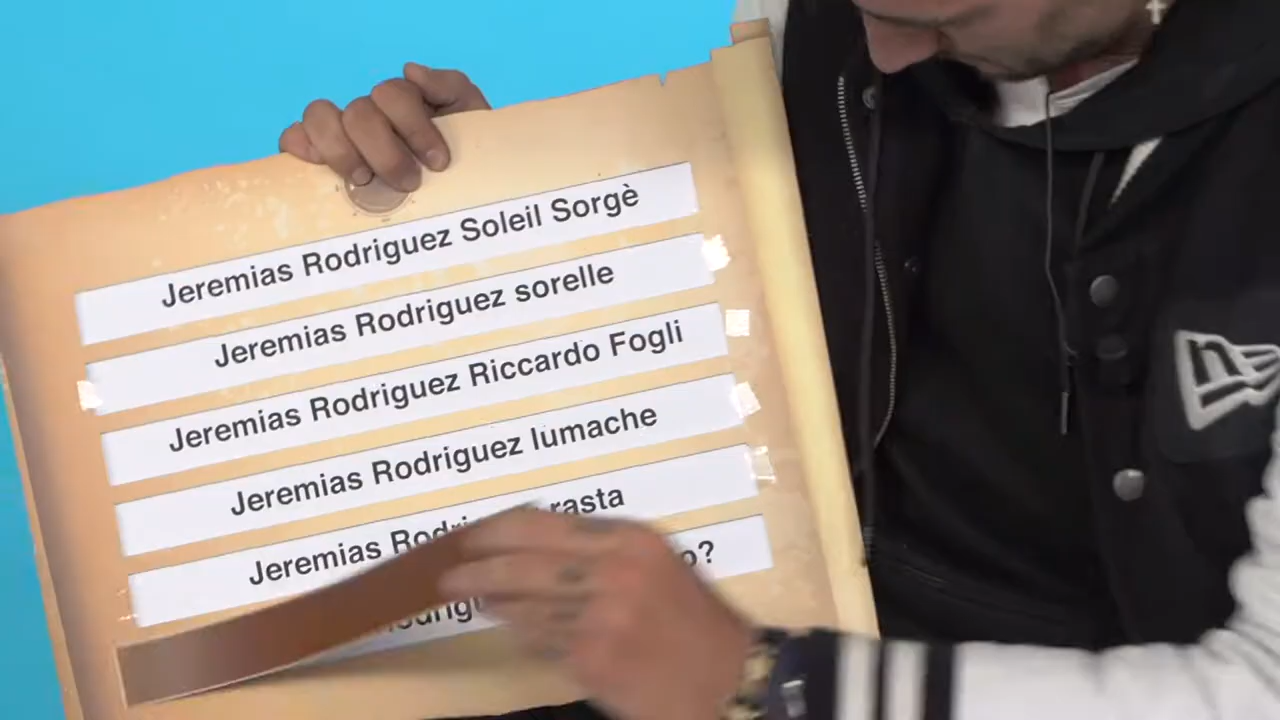 Jeremias Rodriguez Soleil Sorgè
Jeremias Rodriguez sorelle
Jeremias Rodriguez Riccardo Fogli
Jeremias Rodriguez lumache
Jeremias rasta